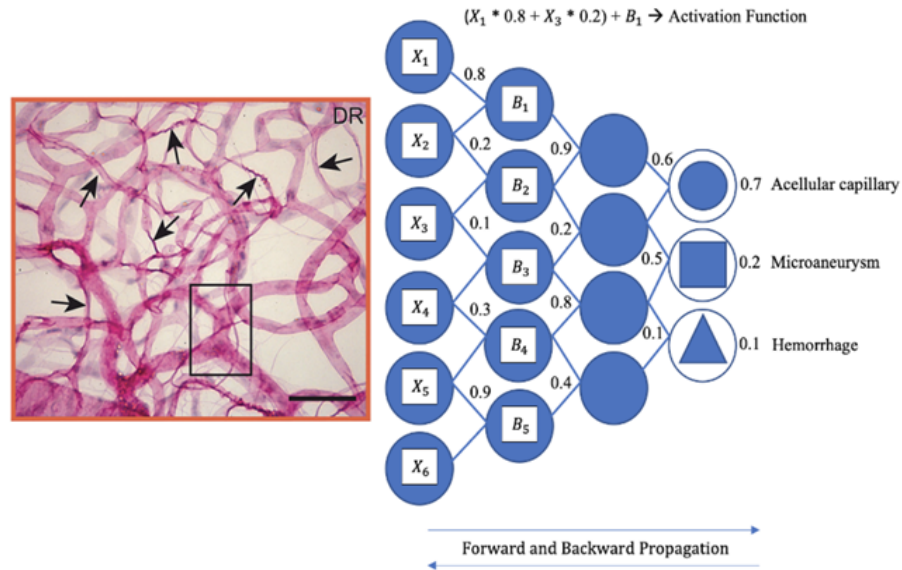 (X₁ * 0.8 + X₃ * 0.2) + B₁ → Activation Function
DR
X₁
X₂
X₃
X₄
X₅
X₆
0.8
0.2
0.1
0.3
0.9
B₁
B₂
B₃
B₄
B₅
0.9
0.2
0.8
0.4
0.6
0.5
0.1
0.7 Acellular capillary
0.2 Microaneurysm
0.1 Hemorrhage
Forward and Backward Propagation